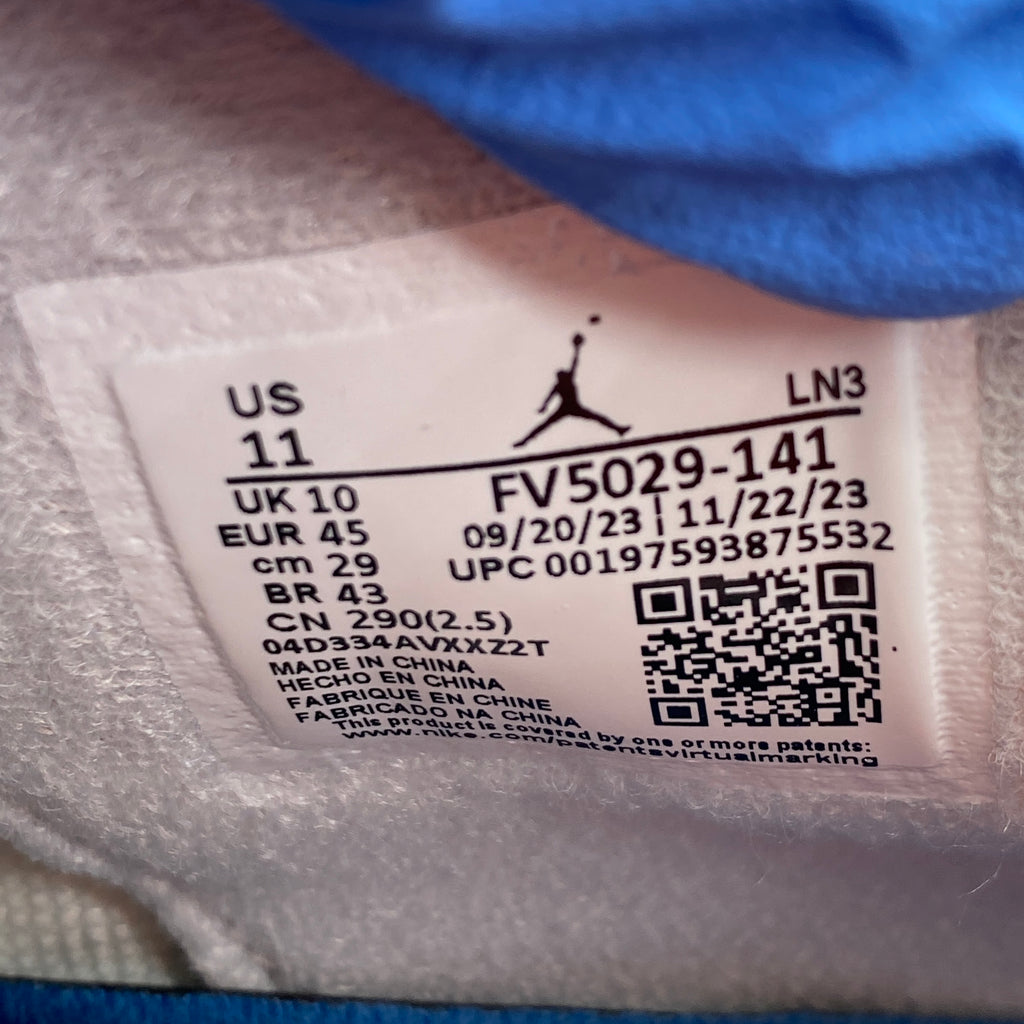 US
LN3
11
FV5029-141
UK 10
09/20/23 | 11/22/23
EUR 45
UPC 00197593875532
cm 29
BR 43
CN 290(2.5)
04D334AVXXZ2T
MADE IN CHINA
HECHO EN CHINA
FABRIQUE EN CHINE
FABRICADO NA CHINA
This product is covered by one or more patents:
www.nike.com/patentsvirtualmarking